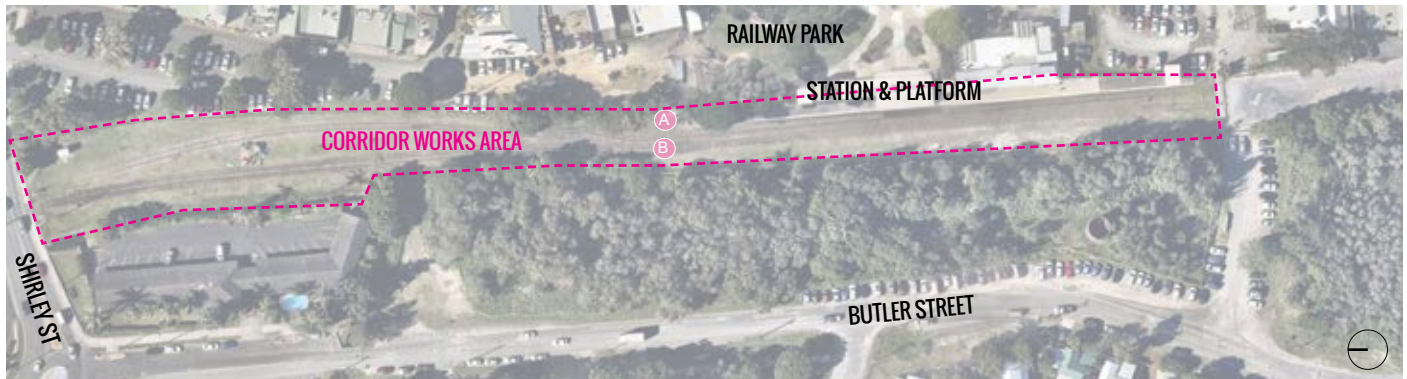 RAILWAY PARK
STATION & PLATFORM
A
CORRIDOR WORKS AREA
B
SHIRLEY ST
BUTLER STREET